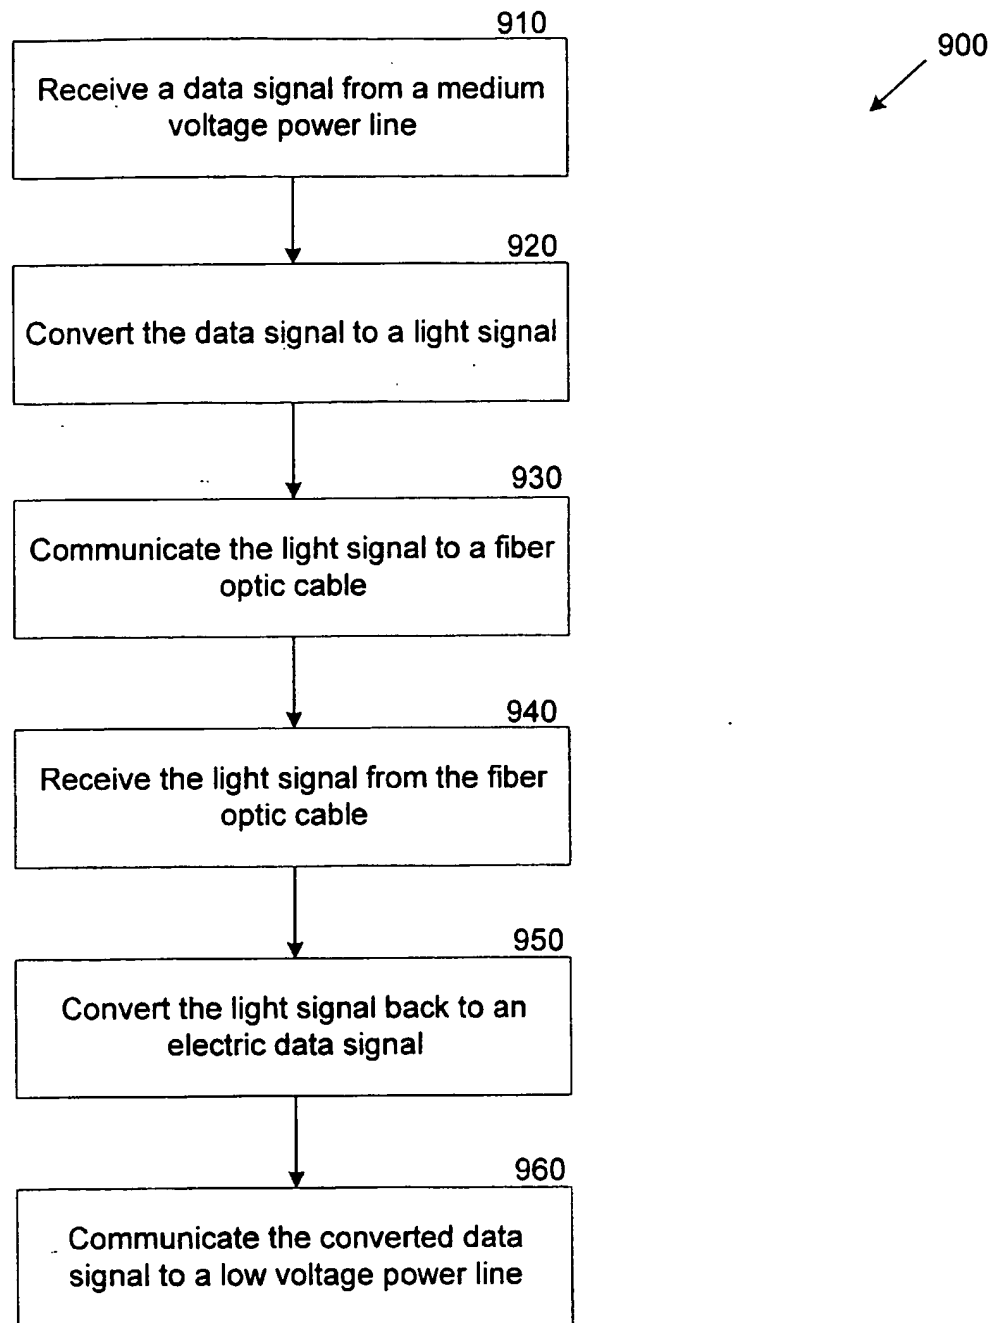 910
900
Receive a data signal from a medium
voltage power line
920
Convert the data signal to a light signal
930
Communicate the light signal to a fiber
optic cable
940
Receive the light signal from the fiber
optic cable
950
Convert the light signal back to an
electric data signal
960
Communicate the converted data
signal to a low voltage power line